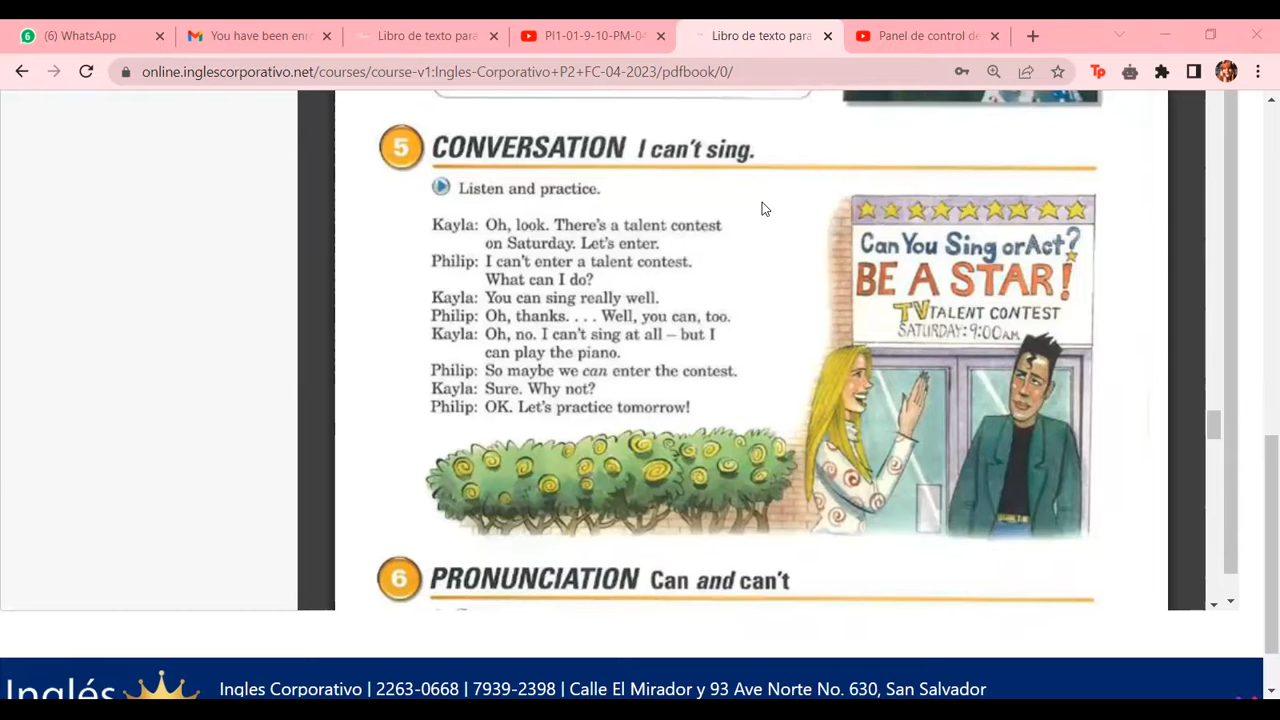 (6) WhatsApp
You have been enr
Libro de texto para
PI1-01-9-10-PM-04
Libro de texto para
Panel de control de
online.inglescorporativo.net/courses/course-v1:Ingles-Corporativo+P2+FC-04-2023/pdfbook/0/
Tp
5 CONVERSATION I can't sing.
Listen and practice.
Kayla: Oh, look. There's a talent contest
on Saturday. Let's enter.
Philip: I can't enter a talent contest.
What can I do?
Kayla: You can sing really well.
Philip: Oh, thanks. . . . Well, you can, too.
Kayla: Oh, no. I can't sing at all – but I
can play the piano.
Philip: So maybe we can enter the contest.
Kayla: Sure. Why not?
Philip: OK. Let's practice tomorrow!
Can You Sing or Act?
BE A STAR!
TV TALENT CONTEST
SATURDAY: 9:00 A.M.
6 PRONUNCIATION Can and can't
Inglés
Ingles Corporativo | 2263-0668 | 7939-2398 | Calle El Mirador y 93 Ave Norte No. 630, San Salvador